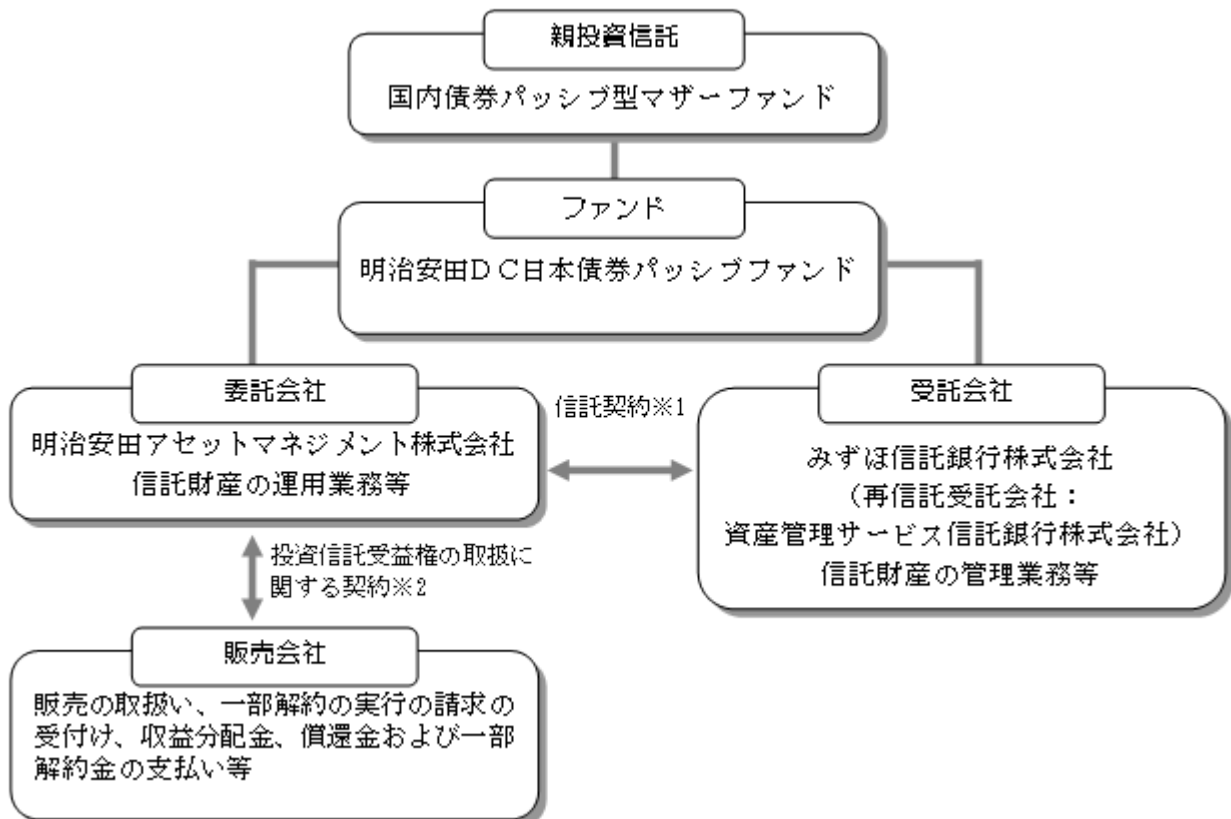 親投資信託
国内債券パッシブ型マザーファンド
ファンド
明治安田ＤＣ日本債券パッシブファンド
委託会社
明治安田アセットマネジメント株式会社
信託財産の運用業務等
信託契約※1
受託会社
みずほ信託銀行株式会社
（再信託受託会社：
資産管理サービス信託銀行株式会社）
信託財産の管理業務等
投資信託受益権の取扱に
関する契約※2
販売会社
販売の取扱い、一部解約の実行の請求の
受付け、収益分配金、償還金および一部
解約金の支払い等